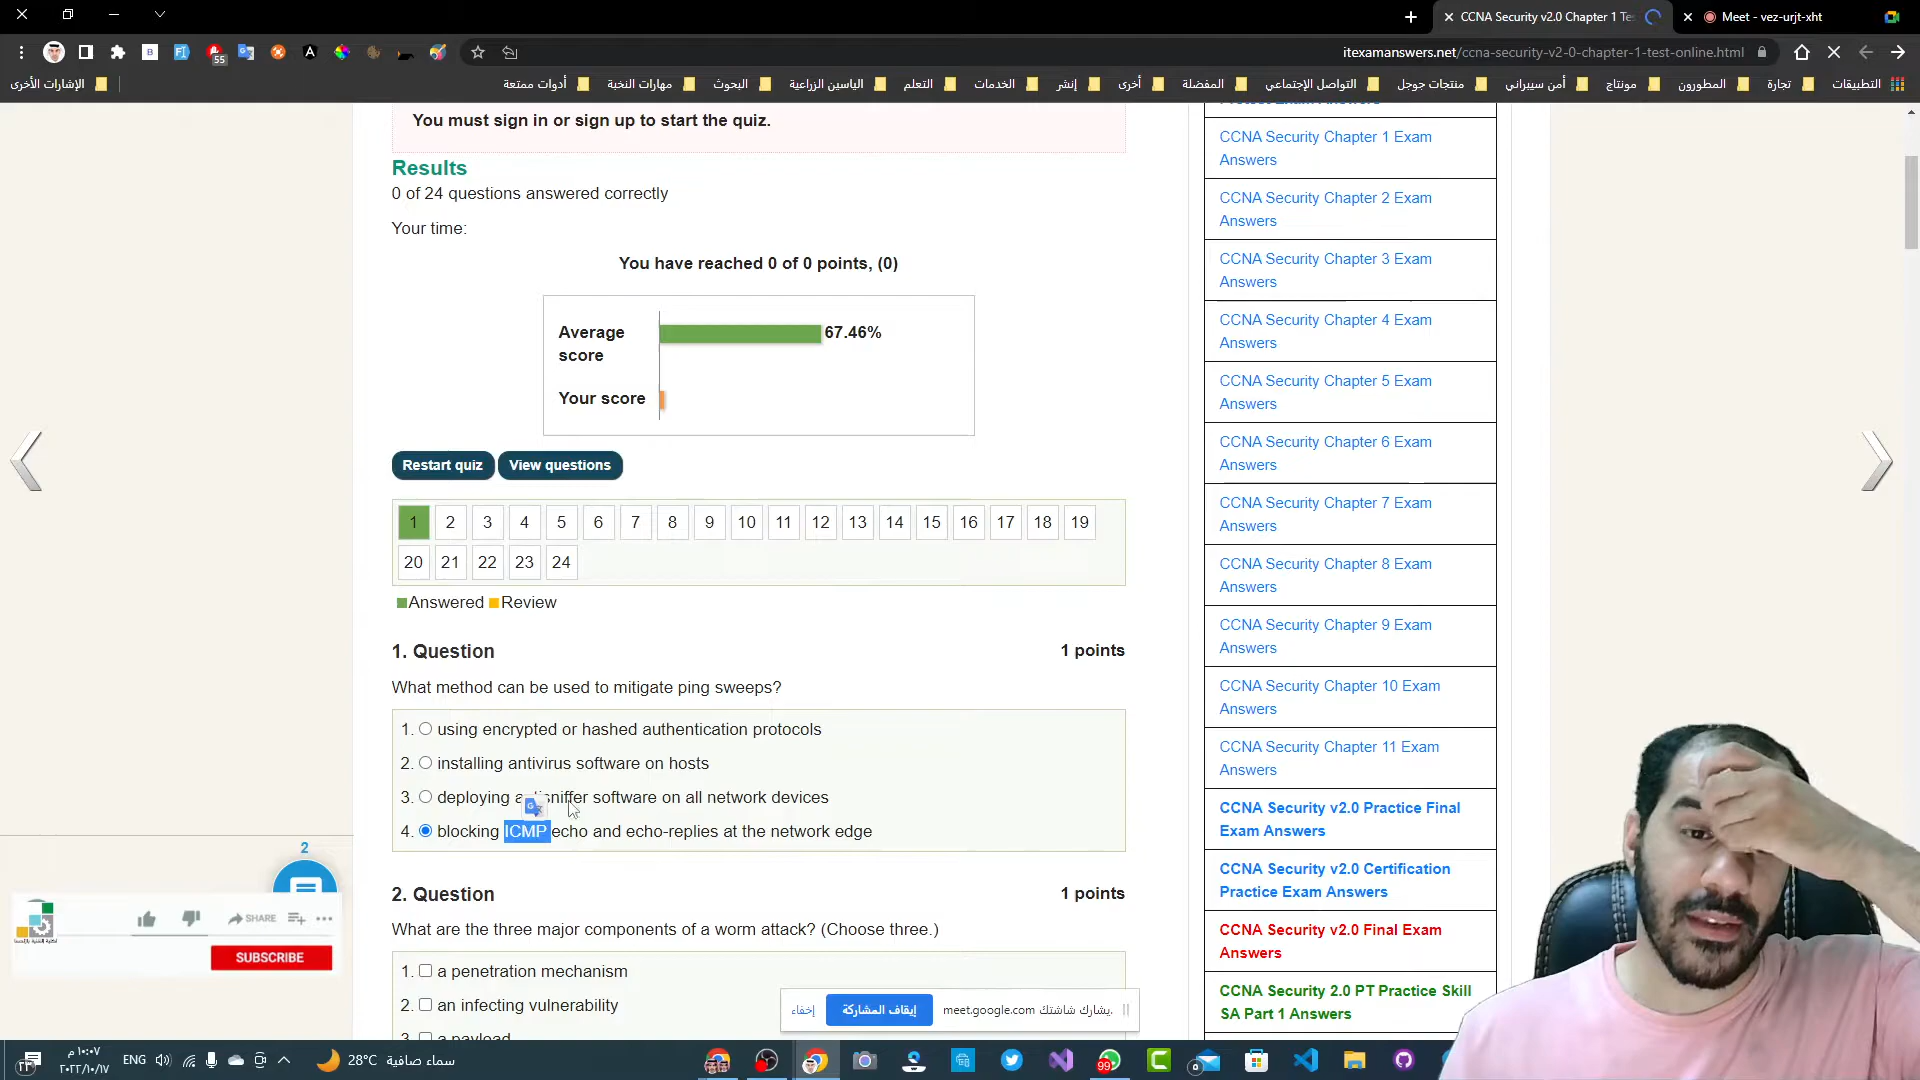 CCNA Security v2.0 Chapter 1 Te
Meet - vez-urjt-xht
itexamanswers.net/ccna-security-v2-0-chapter-1-test-online.html
55
التطبيقات
تجارة
المطورون
مونتاج
أمن سيبراني
منتجات جوجل
التواصل الإجتماعي
المفضلة
أخرى
إنشر
الخدمات
التعلم
الياسين الزراعية
البحوث
مهارات النخبة
أدوات ممتعة
الإشارات الأخرى
You must sign in or sign up to start the quiz.
Results
0 of 24 questions answered correctly
Your time:
You have reached 0 of 0 points, (0)
Average score
67.46%
Your score
Restart quiz
View questions
1 2 3 4 5 6 7 8 9 10 11 12 13 14 15 16 17 18 19
20 21 22 23 24
Answered Review
1. Question
1 points
What method can be used to mitigate ping sweeps?
1. using encrypted or hashed authentication protocols
2. installing antivirus software on hosts
3. deploying a sniffer software on all network devices
4. blocking ICMP echo and echo-replies at the network edge
2. Question
1 points
What are the three major components of a worm attack? (Choose three.)
1. a penetration mechanism
2. an infecting vulnerability
3. a payload
CCNA Security Chapter 1 Exam
Answers
CCNA Security Chapter 2 Exam
Answers
CCNA Security Chapter 3 Exam
Answers
CCNA Security Chapter 4 Exam
Answers
CCNA Security Chapter 5 Exam
Answers
CCNA Security Chapter 6 Exam
Answers
CCNA Security Chapter 7 Exam
Answers
CCNA Security Chapter 8 Exam
Answers
CCNA Security Chapter 9 Exam
Answers
CCNA Security Chapter 10 Exam
Answers
CCNA Security Chapter 11 Exam
Answers
CCNA Security v2.0 Practice Final
Exam Answers
CCNA Security v2.0 Certification
Practice Exam Answers
CCNA Security v2.0 Final Exam
Answers
CCNA Security 2.0 PT Practice Skill
SA Part 1 Answers
2
SHARE
SUBSCRIBE
يشارك شاشتك meet.google.com.
إيقاف المشاركة
إخفاء
١٠:٠٧ م
٢٠٢٢/١٠/١٧
ENG
28°C
سماء صافية
99